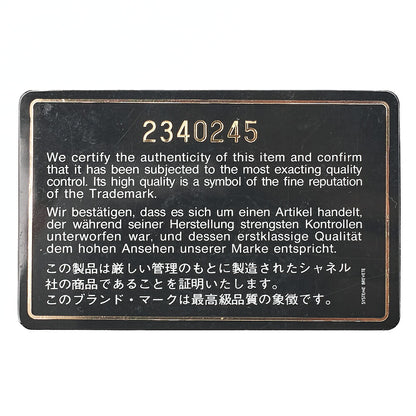 2340245
We certify the authenticity of this item and confirm
that it has been subjected to the most exacting quality
control. Its high quality is a symbol of the fine reputation
of the Trademark.
Wir bestätigen, dass es sich um einen Artikel handelt,
der während seiner Herstellung strengsten Kontrollen
unterworfen war, und dessen erstklassige Qualität
dem hohen Ansehen unserer Marke entspricht.
この製品は厳しい管理のもとに製造されたシャネル
社の商品であることを証明いたします。
このブランド・マークは最高級品質の象徴です。
SYSTEME BREVETE